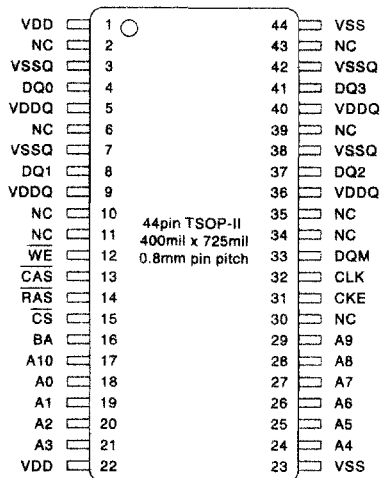 VDD 1 44 VSS
NC 2 43 NC
VSSQ 3 42 VSSQ
DQ0 4 41 DQ3
VDDQ 5 40 VDDQ
NC 6 39 NC
VSSQ 7 38 VSSQ
DQ1 8 37 DQ2
VDDQ 9 36 VDDQ
NC 10 35 NC
NC 11 34 NC
44pin TSOP-II
400mil x 725mil
0.8mm pin pitch
W̅E̅ 12 33 DQM
C̅A̅S̅ 13 32 CLK
R̅A̅S̅ 14 31 CKE
C̅S̅ 15 30 NC
BA 16 29 A9
A10 17 28 A8
A0 18 27 A7
A1 19 26 A6
A2 20 25 A5
A3 21 24 A4
VDD 22 23 VSS